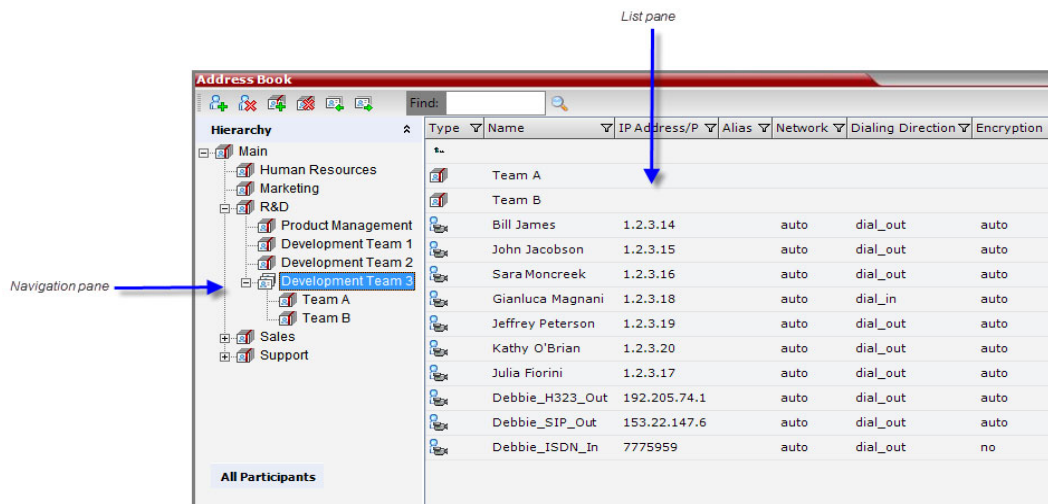 List pane
Address Book
Find:
Hierarchy
Type Name IP Address/P Alias Network Dialing Direction Encryption
Main
Human Resources
Marketing
R&D
Product Management
Development Team 1
Development Team 2
Development Team 3
Team A
Team B
Sales
Support
All Participants
Navigation pane
Team A
Team B
Bill James 1.2.3.14 auto dial_out auto
John Jacobson 1.2.3.15 auto dial_out auto
Sara Moncreek 1.2.3.16 auto dial_out auto
Gianluca Magnani 1.2.3.18 auto dial_in auto
Jeffrey Peterson 1.2.3.19 auto dial_out auto
Kathy O'Brian 1.2.3.20 auto dial_out auto
Julia Fiorini 1.2.3.17 auto dial_out auto
Debbie_H323_Out 192.205.74.1 auto dial_out auto
Debbie_SIP_Out 153.22.147.6 auto dial_out auto
Debbie_ISDN_In 7775959 auto dial_out no